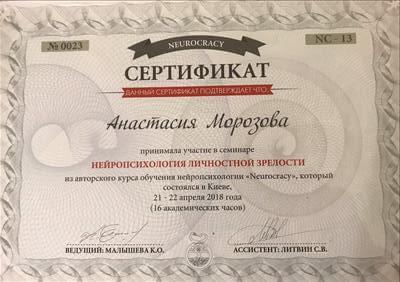 № 0023
NEUROCRACY
NC - 13
СЕРТИФИКАТ
ДАННЫЙ СЕРТИФИКАТ ПОДТВЕРЖДАЕТ ЧТО
Анастасия Морозова
принимала участие в семинаре
НЕЙРОПСИХОЛОГИЯ ЛИЧНОСТНОЙ ЗРЕЛОСТИ
из авторского курса обучения нейропсихологии «Neurocracy», который
состоялся в Киеве,
21 - 22 апреля 2018 года
(16 академических часов)
ВЕДУЩИЙ: МАЛЫШЕВА К.О.
АССИСТЕНТ: ЛИТВИН С.В.